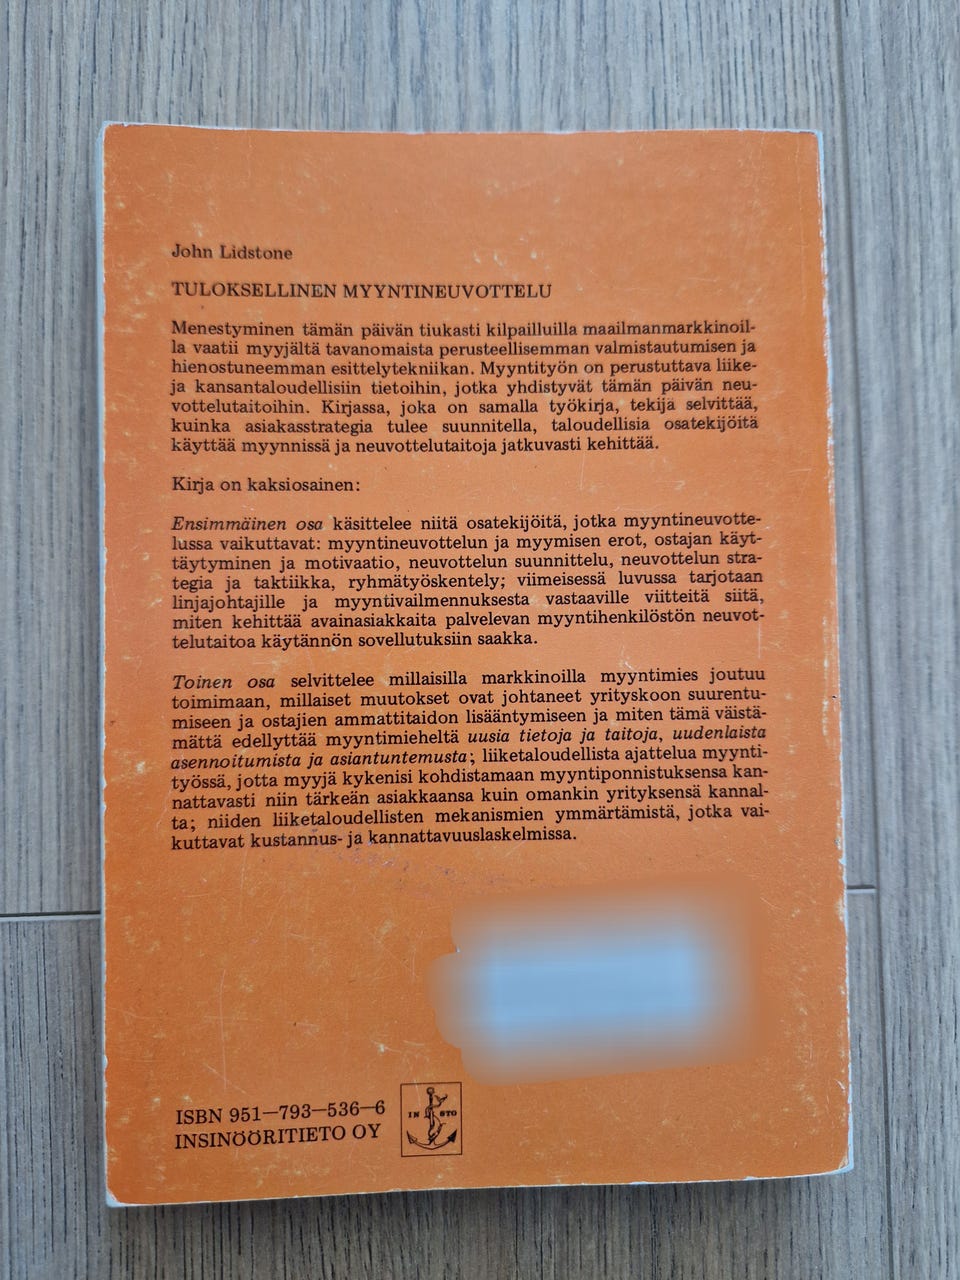 John Lidstone
TULOKSELLINEN MYYNTINEUVOTTELU
Menestyminen tämän päivän tiukasti kilpailluilla maailmanmarkkinoil-
la vaatii myyjältä tavanomaista perusteellisemman valmistautumisen ja
hienostuneemman esittelytekniikan. Myyntityön on perustuttava liike-
ja kansantaloudellisiin tietoihin, jotka yhdistyvät tämän päivän neu-
vottelutaitoihin. Kirjassa, joka on samalla työkirja, tekijä selvittää,
kuinka asiakasstrategia tulee suunnitella, taloudellisia osatekijöitä
käyttää myynnissä ja neuvottelutaitoja jatkuvasti kehittää.
Kirja on kaksiosainen:
Ensimmäinen osa käsittelee niitä osatekijöitä, jotka myyntineuvotte-
lussa vaikuttavat: myyntineuvottelun ja myymisen erot, ostajan käyt-
täytyminen ja motivaatio, neuvottelun suunnittelu, neuvottelun stra-
tegia ja taktiikka, ryhmätyöskentely; viimeisessä luvussa tarjotaan
linjajohtajille ja myyntivailmennuksesta vastaaville viitteitä siitä,
miten kehittää avainasiakkaita palvelevan myyntihenkilöstön neuvot-
telutaitoa käytännön sovellutuksiin saakka.
Toinen osa selvittelee millaisilla markkinoilla myyntimies joutuu
toimimaan, millaiset muutokset ovat johtaneet yrityskoon suurentu-
miseen ja ostajien ammattitaidon lisääntymiseen ja miten tämä väistä-
mättä edellyttää myyntimieheltä uusia tietoja ja taitoja, uudenlaista
asennoitumista ja asiantuntemusta; liiketaloudellista ajattelua myynti-
työssä, jotta myyjä kykenisi kohdistamaan myyntiponnistuksensa kan-
nattavasti niin tärkeän asiakkaansa kuin omankin yrityksensä kannal-
ta; niiden liiketaloudellisten mekanismien ymmärtämistä, jotka vai-
kuttavat kustannus- ja kannattavuuslaskelmissa.
ISBN 951—793—536—6
INSINÖÖRITIETO OY
IN STO